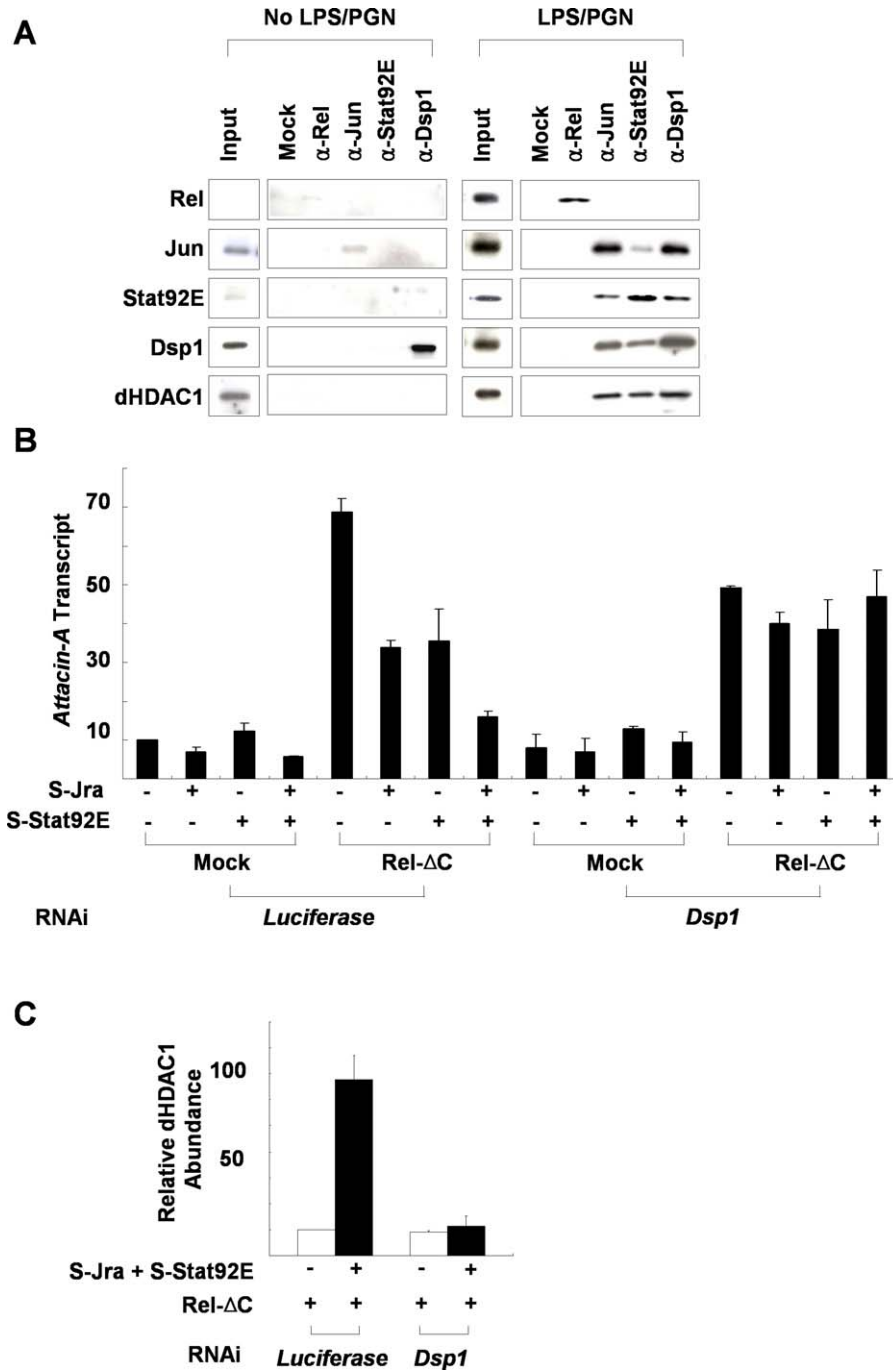 A
No LPS/PGN
LPS/PGN
Input Mock α-Rel α-Jun α-Stat92E α-Dsp1 Input Mock α-Rel α-Jun α-Stat92E α-Dsp1
Rel
Jun
Stat92E
Dsp1
dHDAC1
B
Attacin-A Transcript
70
50
30
10
S-Jra - + - + - + - + - + - + - + - +
S-Stat92E - - + + - - + + - - + + - - + +
Mock Rel-ΔC Mock Rel-ΔC
RNAi Luciferase Dsp1
C
Relative dHDAC1
Abundance
100
50
S-Jra + S-Stat92E - + - +
Rel-ΔC + + + +
RNAi Luciferase Dsp1